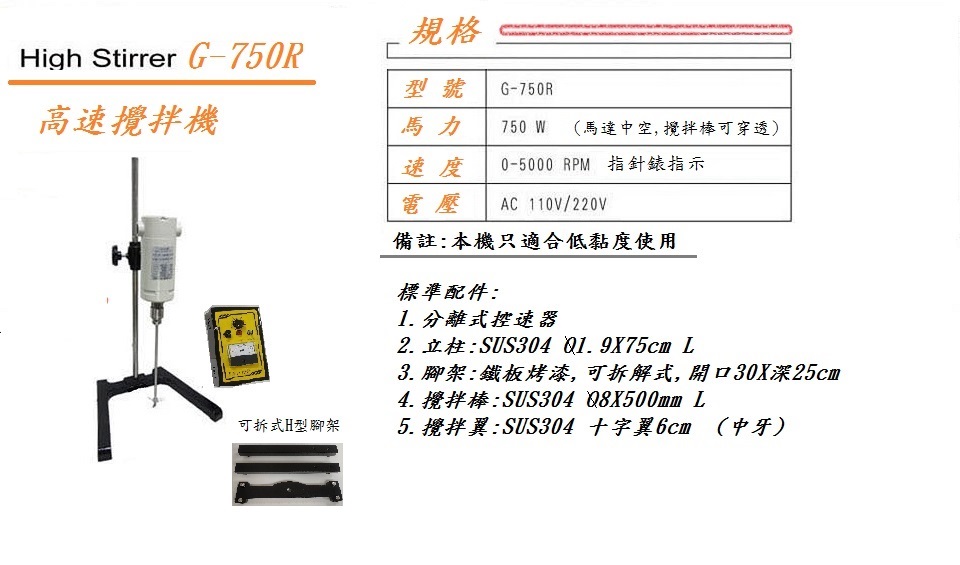 High Stirrer G-750R
高速攪拌機
規格
型號 G-750R
馬力 750 W (馬達中空,攪拌棒可穿透)
速度 0-5000 RPM 指針錶指示
電壓 AC 110V/220V
備註:本機只適合低黏度使用
標準配件:
1.分離式控速器
2.立柱:SUS304 Q1.9X75cm L
3.腳架:鐵板烤漆,可拆解式,開口30X深25cm
4.攪拌棒:SUS304 Q8X500mm L
5.攪拌翼:SUS304 十字翼6cm (中牙)
可拆式H型腳架